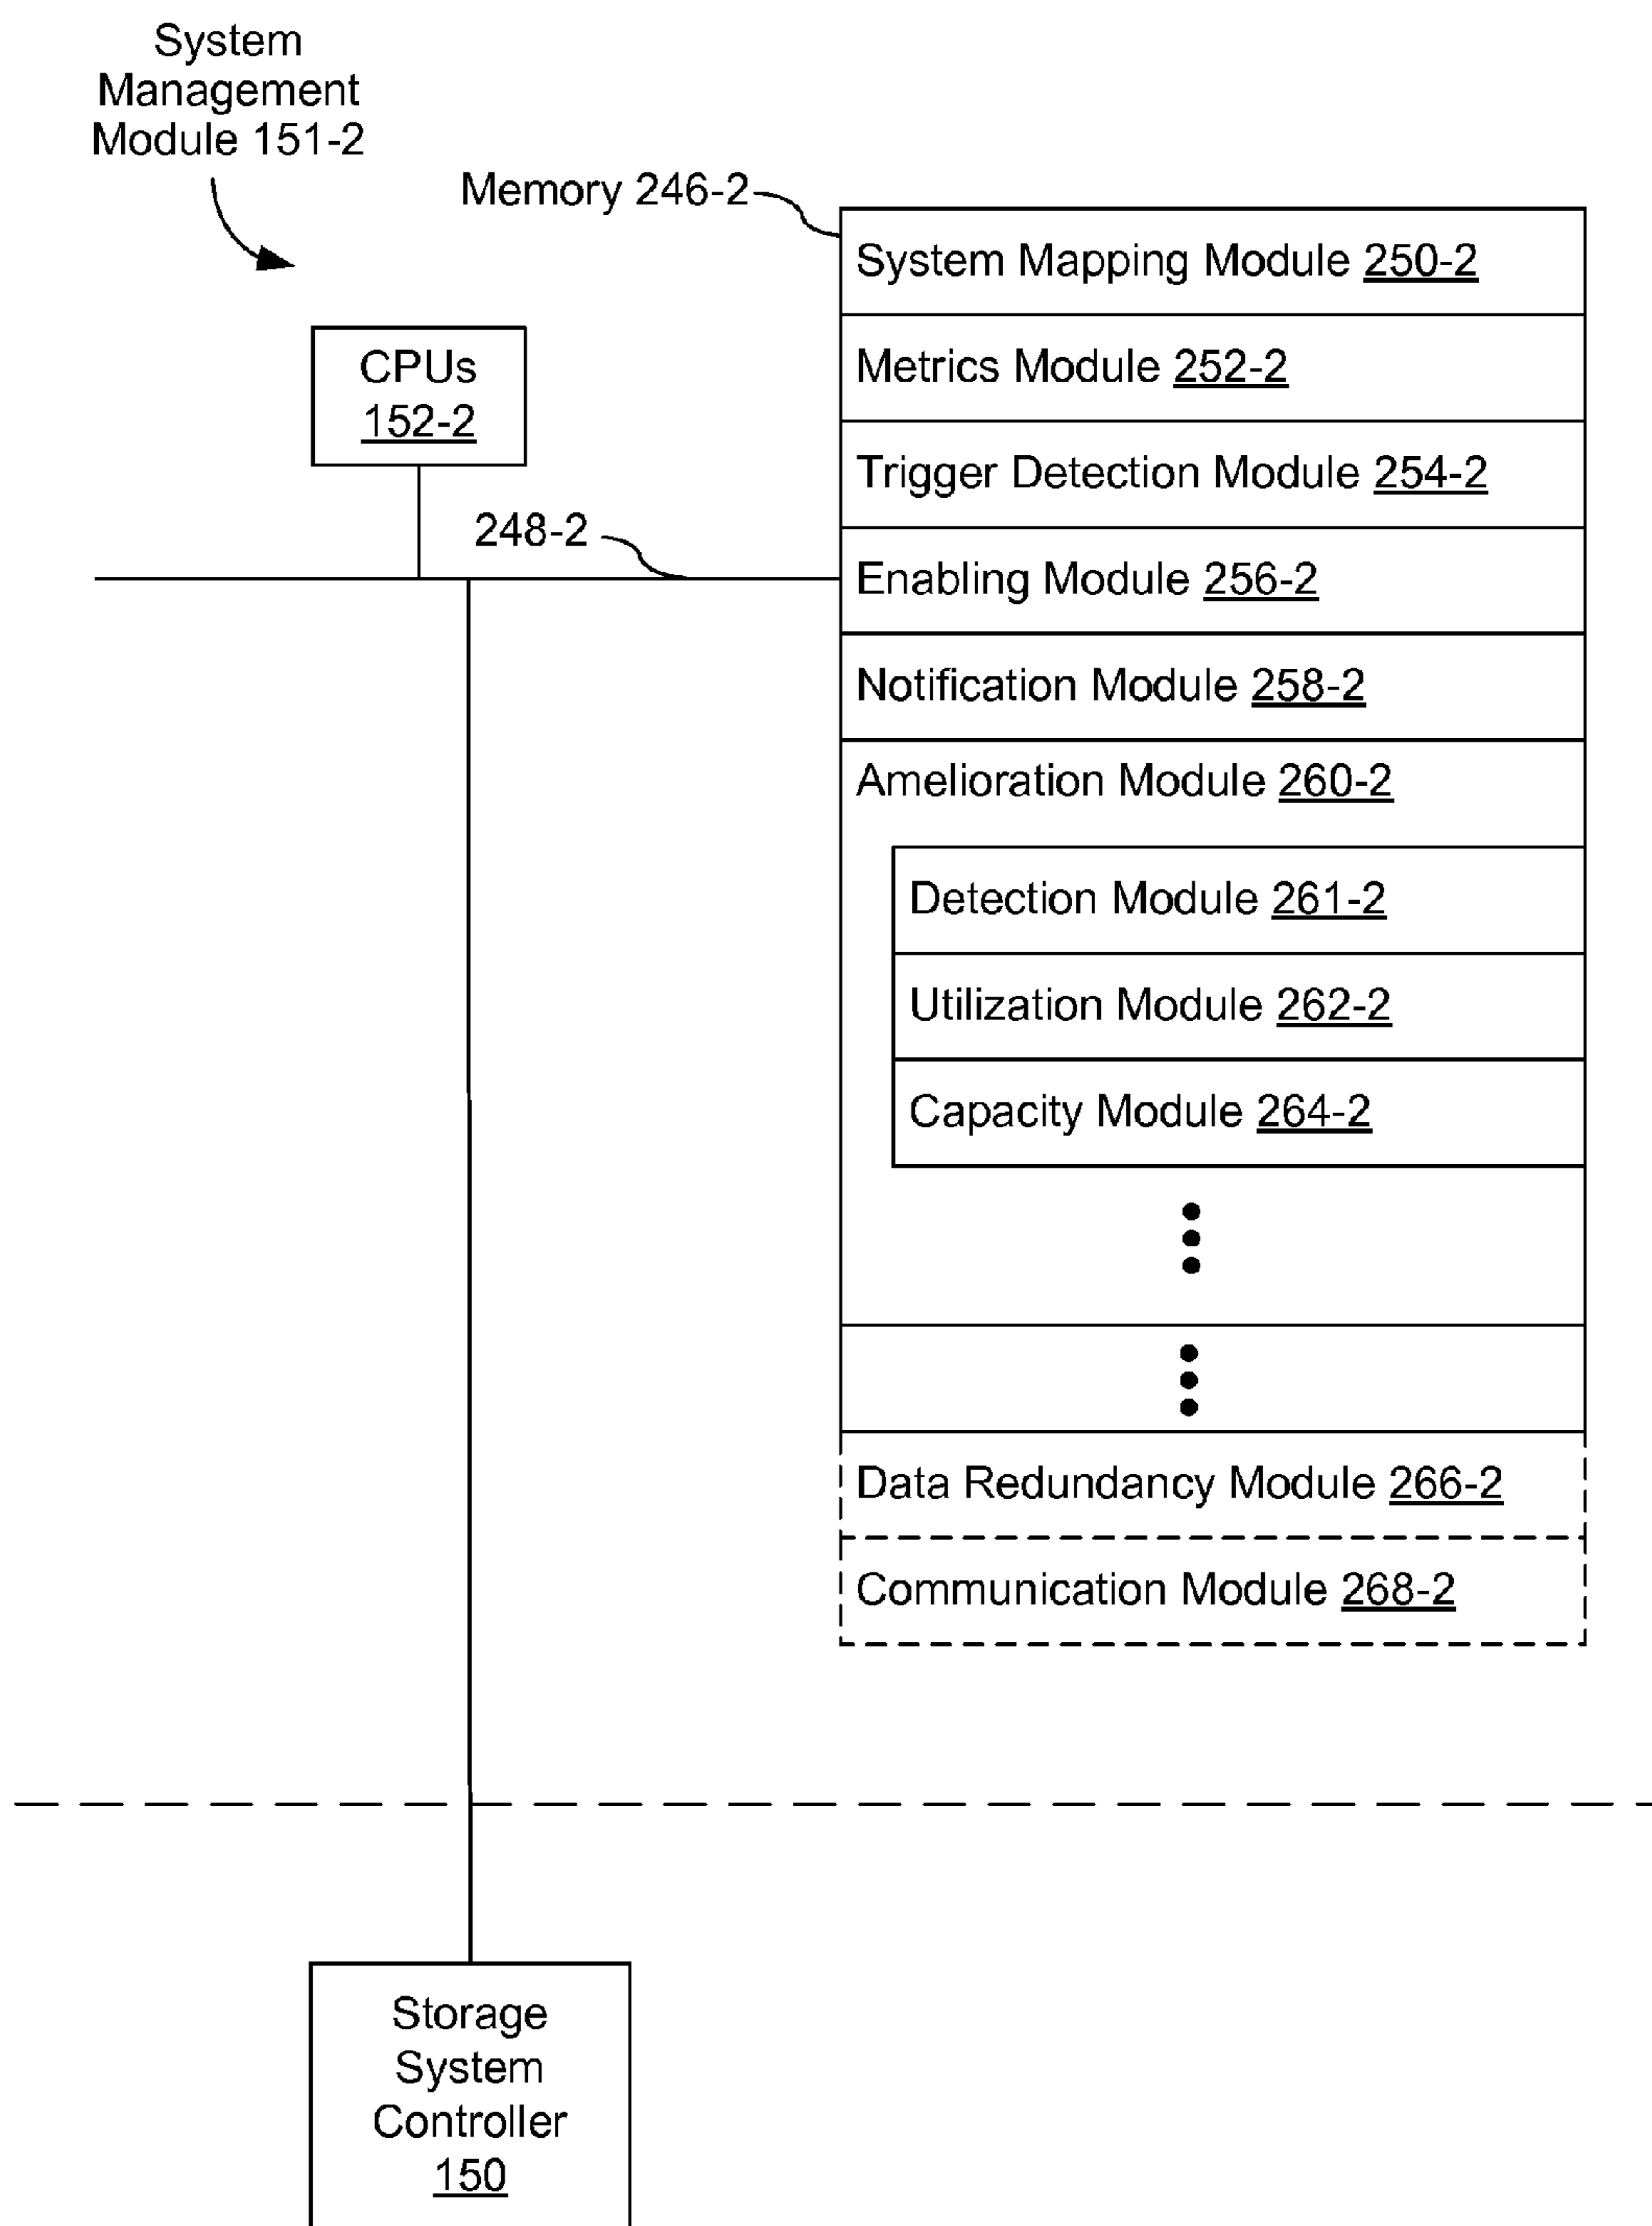 System
Management
Module 151-2
Memory 246-2
System Mapping Module 250-2
CPUs
152-2
Metrics Module 252-2
Trigger Detection Module 254-2
248-2
Enabling Module 256-2
Notification Module 258-2
Amelioration Module 260-2
Detection Module 261-2
Utilization Module 262-2
Capacity Module 264-2
Data Redundancy Module 266-2
Communication Module 268-2
Storage
System
Controller
150